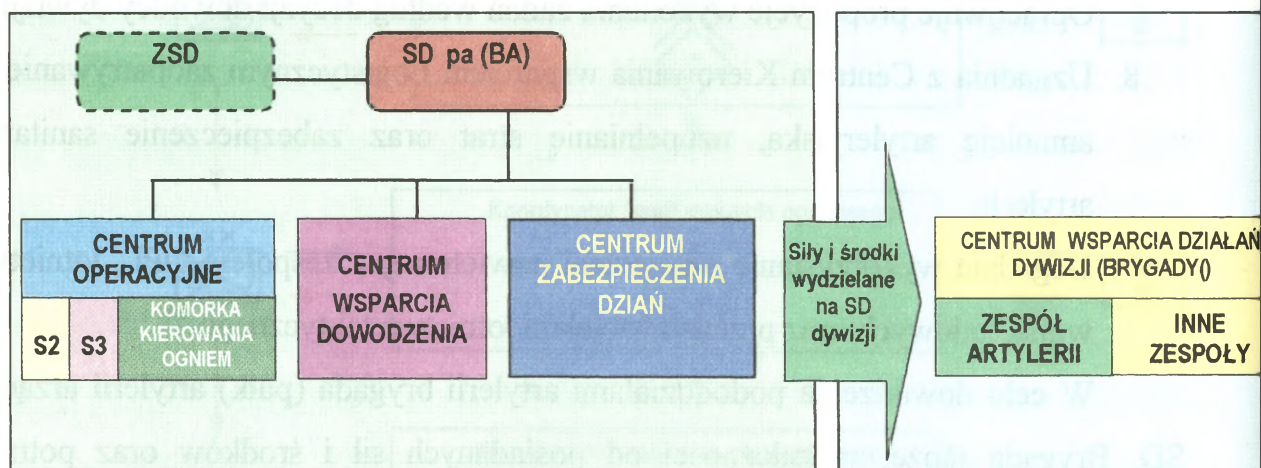 ZSD
SD pa (BA)
CENTRUM
OPERACYJNE
S2
S3
KOMÓRKA
KIEROWANIA
OGNIEM
CENTRUM
WSPARCIA
DOWODZENIA
CENTRUM
ZABEZPIECZENIA
DZIAŃ
Siły i środki
wydzielane
na SD
dywizji
CENTRUM WSPARCIA DZIAŁAŃ
DYWIZJI (BRYGADY()
ZESPÓŁ
ARTYLERII
INNE
ZESPOŁY